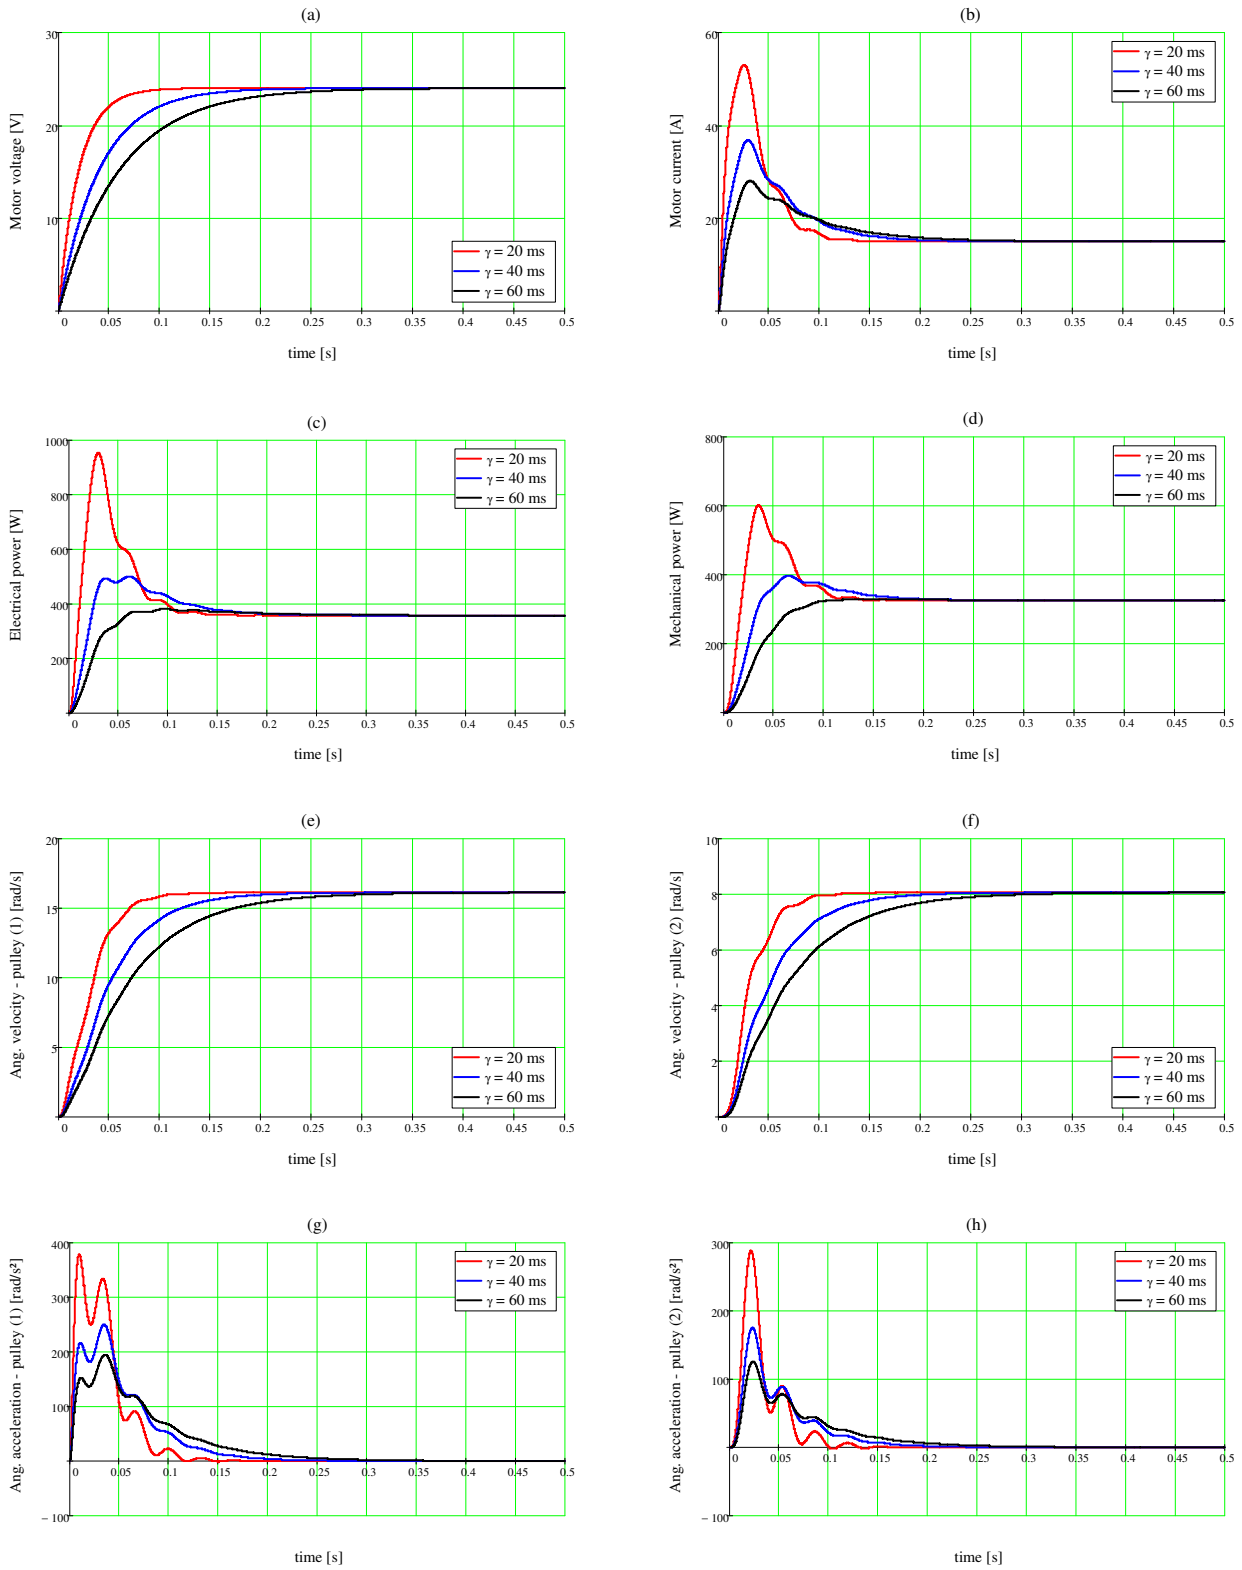 (a)
30
20
10
Motor voltage [V]
γ = 20 ms
γ = 40 ms
γ = 60 ms
0 0.05 0.1 0.15 0.2 0.25 0.3 0.35 0.4 0.45 0.5
time [s]
(b)
60
40
20
Motor current [A]
γ = 20 ms
γ = 40 ms
γ = 60 ms
0 0.05 0.1 0.15 0.2 0.25 0.3 0.35 0.4 0.45 0.5
time [s]
(c)
1000
800
600
400
200
Electrical power [W]
γ = 20 ms
γ = 40 ms
γ = 60 ms
0 0.05 0.1 0.15 0.2 0.25 0.3 0.35 0.4 0.45 0.5
time [s]
(d)
800
600
400
200
Mechanical power [W]
γ = 20 ms
γ = 40 ms
γ = 60 ms
0 0.05 0.1 0.15 0.2 0.25 0.3 0.35 0.4 0.45 0.5
time [s]
(e)
20
15
10
5
Ang. velocity - pulley (1) [rad/s]
γ = 20 ms
γ = 40 ms
γ = 60 ms
0 0.05 0.1 0.15 0.2 0.25 0.3 0.35 0.4 0.45 0.5
time [s]
(f)
10
8
6
4
2
Ang. velocity - pulley (2) [rad/s]
γ = 20 ms
γ = 40 ms
γ = 60 ms
0 0.05 0.1 0.15 0.2 0.25 0.3 0.35 0.4 0.45 0.5
time [s]
(g)
400
300
200
100
− 100
Ang. acceleration - pulley (1) [rad/s²]
γ = 20 ms
γ = 40 ms
γ = 60 ms
0 0.05 0.1 0.15 0.2 0.25 0.3 0.35 0.4 0.45 0.5
time [s]
(h)
300
200
100
− 100
Ang. acceleration - pulley (2) [rad/s²]
γ = 20 ms
γ = 40 ms
γ = 60 ms
0 0.05 0.1 0.15 0.2 0.25 0.3 0.35 0.4 0.45 0.5
time [s]